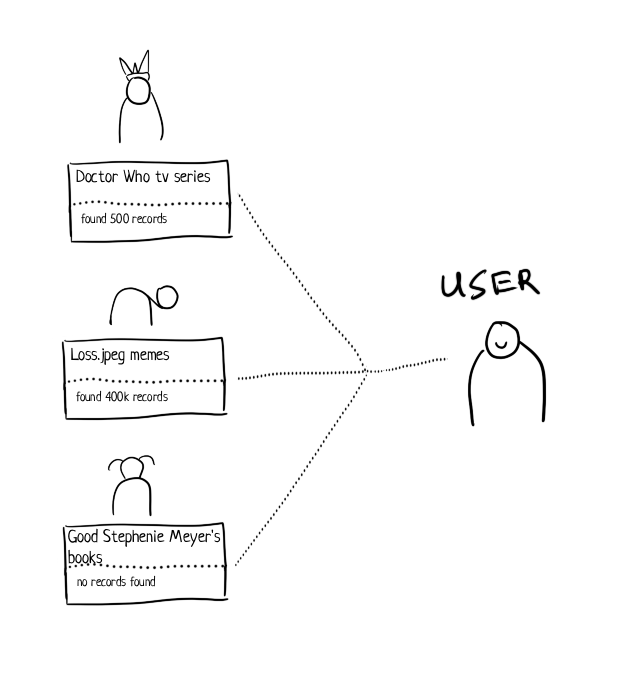 Doctor Who tv series
found 500 records
USER
Loss.jpeg memes
found 400k records
Good Stephenie Meyer's
books
no records found